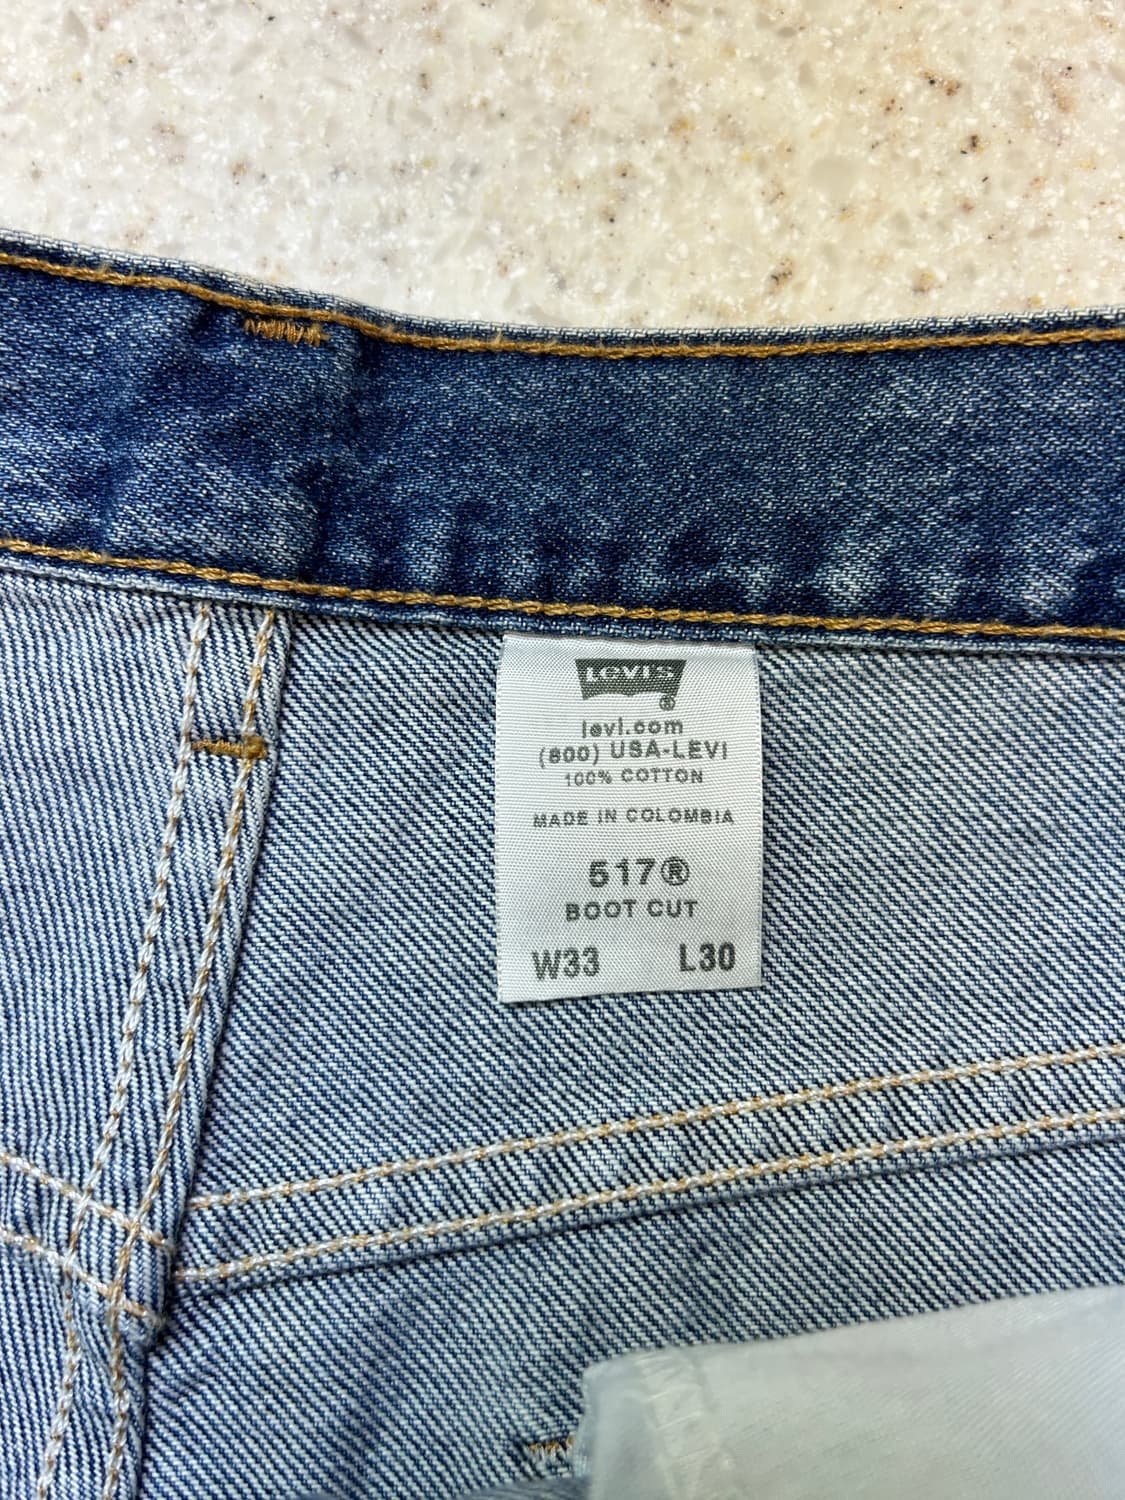 Levi's
®
levi.com
(800) USA-LEVI
100% COTTON
MADE IN COLOMBIA
517®
BOOT CUT
W33 L30